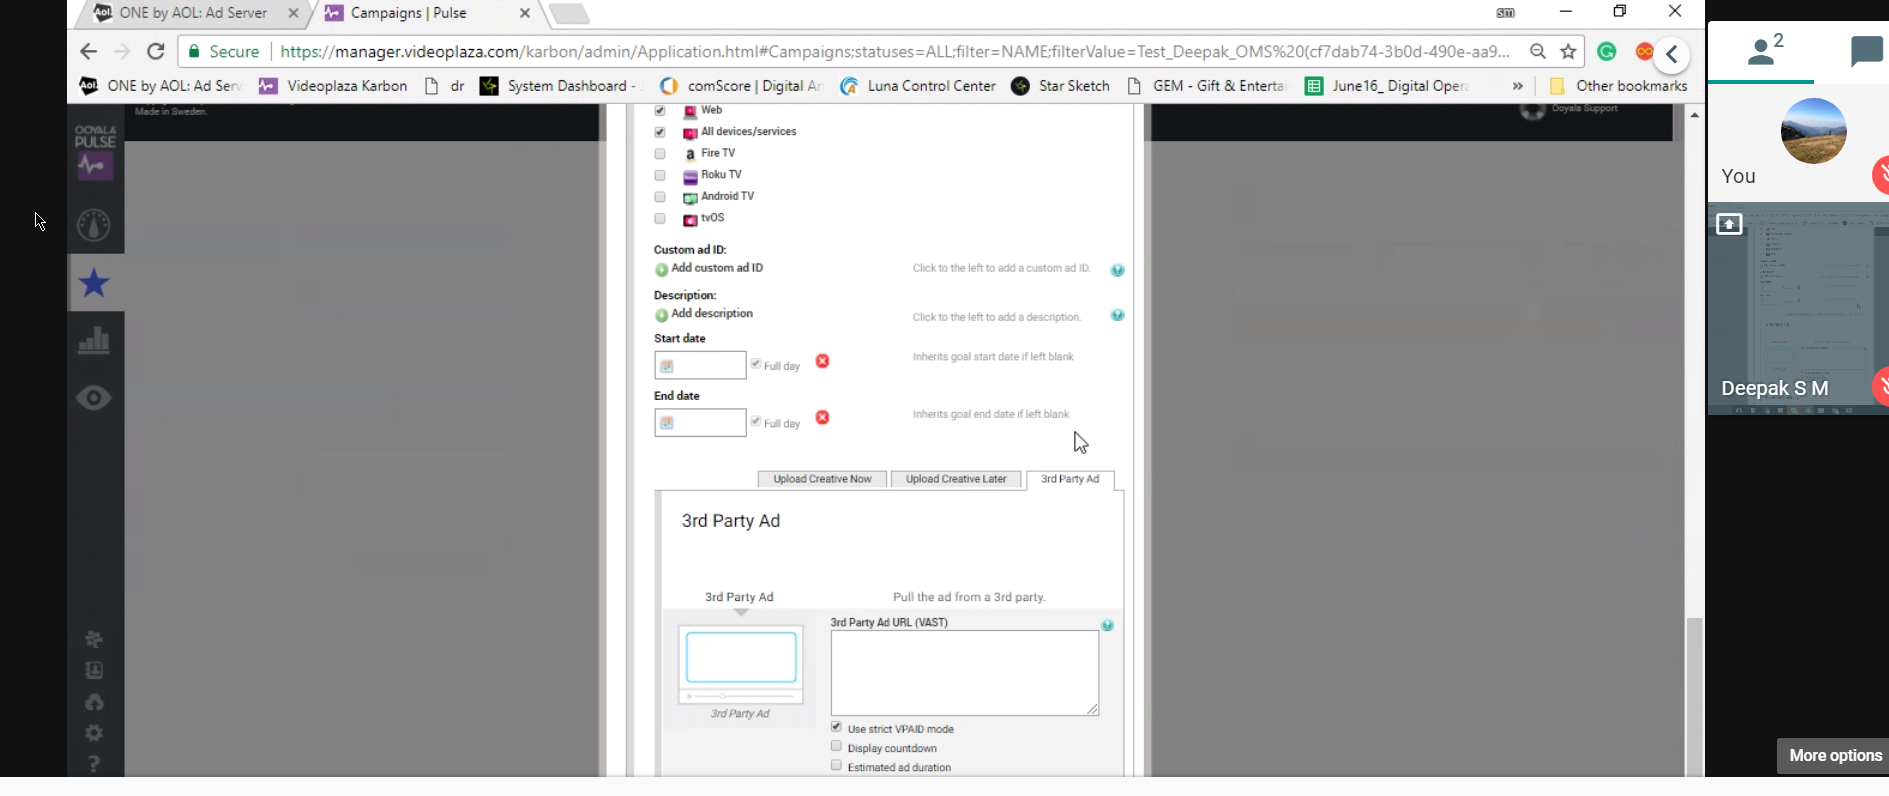 Aol. ONE by AOL: Ad Server
Campaigns | Pulse
SM
Secure https://manager.videoplaza.com/karbon/admin/Application.html#Campaigns;statuses=ALL;filter=NAME;filterValue=Test_Deepak_OMS%20(cf7dab74-3b0d-490e-aa9...
Aol. ONE by AOL: Ad Serv
Videoplaza Karbon
dr
System Dashboard -
comScore | Digital An
Luna Control Center
Star Sketch
GEM - Gift & Enterta
June16_ Digital Oper
»
Other bookmarks
2
Made in Sweden.
Ooyala Support
OOYALA
PULSE
Web
All devices/services
Fire TV
Roku TV
Android TV
tvOS
Custom ad ID:
Add custom ad ID
Click to the left to add a custom ad ID.
Description:
Add description
Click to the left to add a description.
Start date
Full day
Inherits goal start date if left blank
End date
Full day
Inherits goal end date if left blank
Upload Creative Now
Upload Creative Later
3rd Party Ad
3rd Party Ad
3rd Party Ad
Pull the ad from a 3rd party.
3rd Party Ad URL (VAST)
3rd Party Ad
Use strict VPAID mode
Display countdown
Estimated ad duration
You
Deepak S M
More options